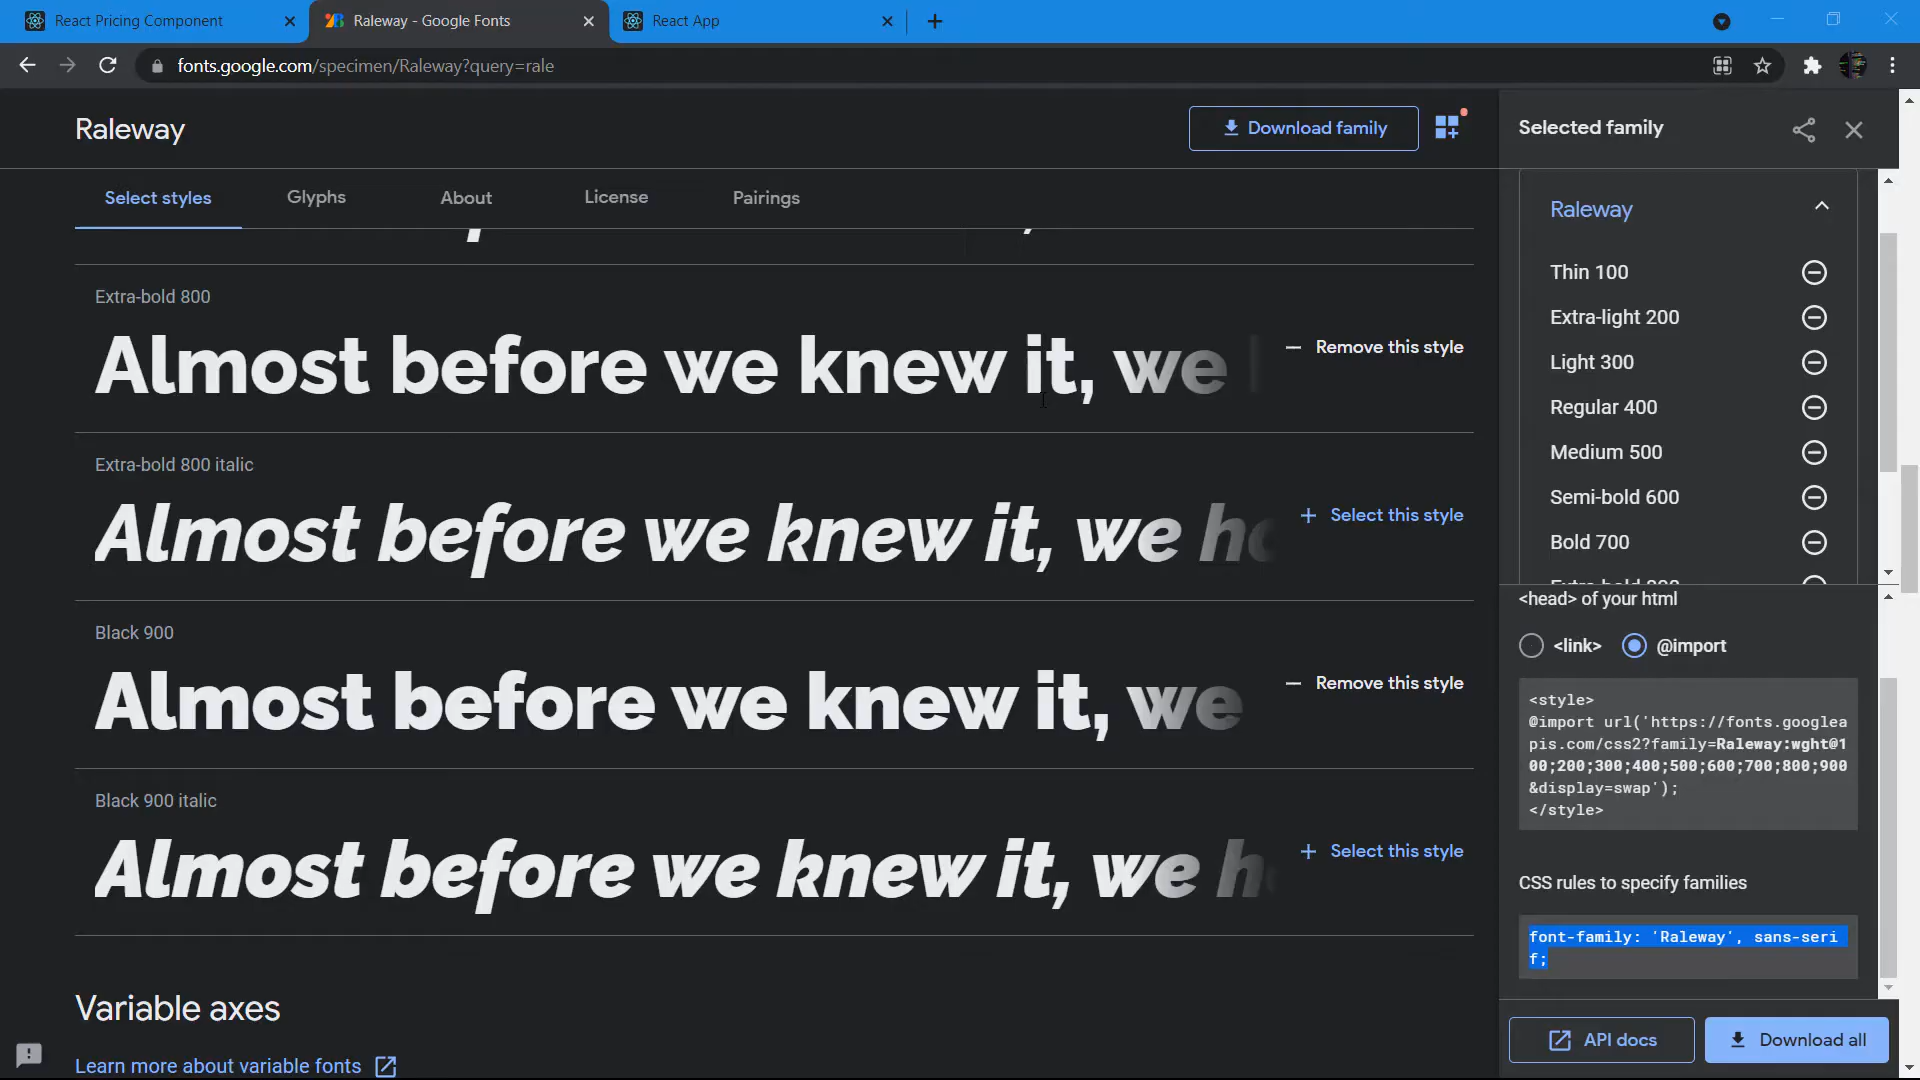 React Pricing Component
Raleway - Google Fonts
React App
fonts.google.com/specimen/Raleway?query=rale
Raleway
Download family
Selected family
Select styles
Glyphs
About
License
Pairings
Extra-bold 800
Almost before we knew it, we
Remove this style
Extra-bold 800 italic
Almost before we knew it, we
Select this style
Black 900
Almost before we knew it, we
Remove this style
Black 900 italic
Almost before we knew it, we
Select this style
Variable axes
Learn more about variable fonts
Raleway
Thin 100
Extra-light 200
Light 300
Regular 400
Medium 500
Semi-bold 600
Bold 700
<head> of your html
<link>
@import
<style>
@import url('https://fonts.googlea
pis.com/css2?family=Raleway:wght@1
00;200;300;400;500;600;700;800;900
&display=swap');
</style>
CSS rules to specify families
font-family: 'Raleway', sans-seri
f;
API docs
Download all